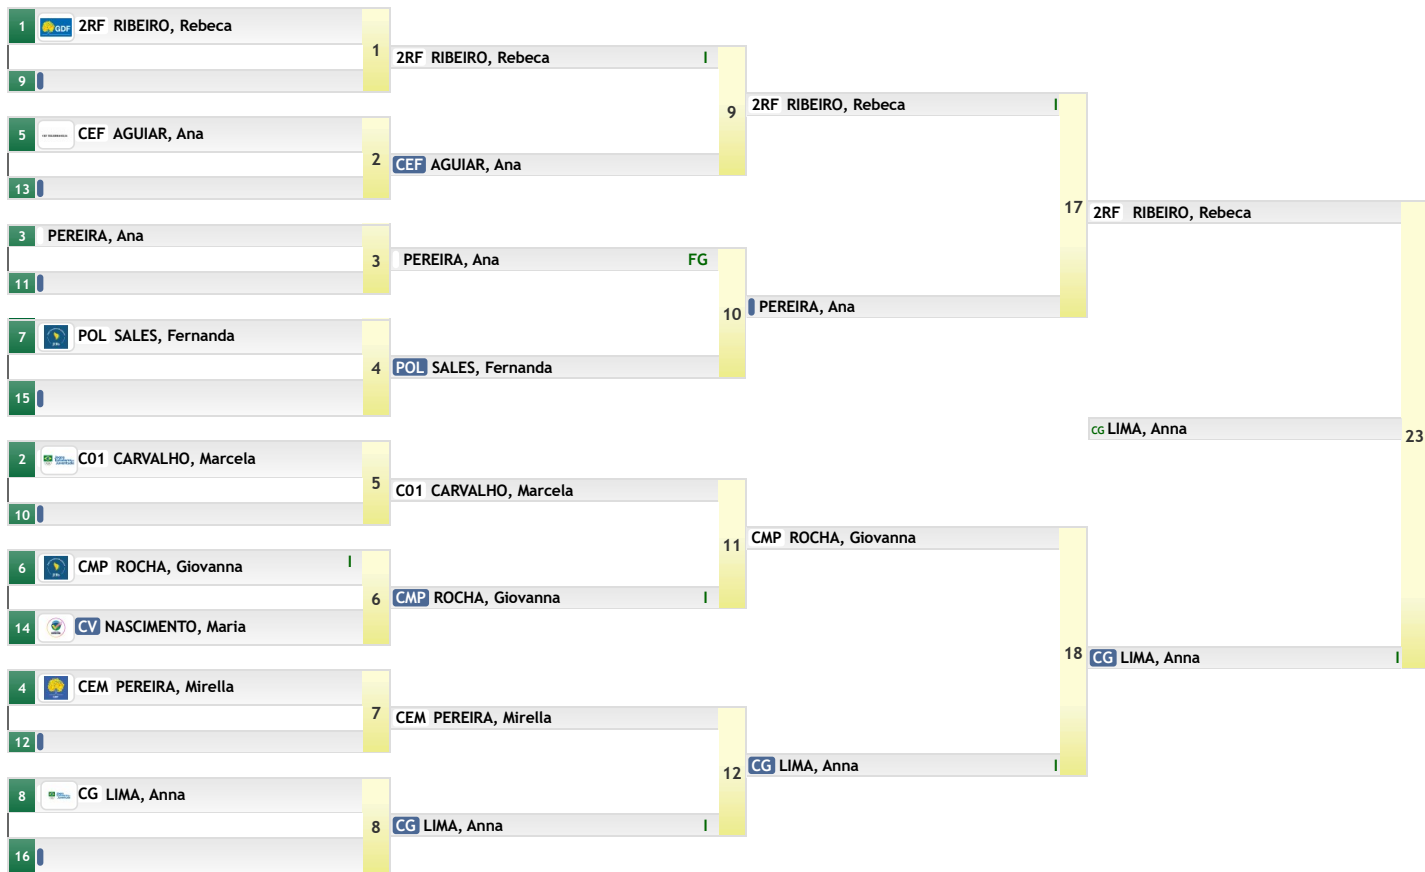 1 GDF 2RF RIBEIRO, Rebeca
9
1
5 CEF AGUIAR, Ana
13
2
3 PEREIRA, Ana
11
3
7 POL SALES, Fernanda
15
4
2 C01 CARVALHO, Marcela
10
5
6 CMP ROCHA, Giovanna I
14 CV NASCIMENTO, Maria
6
4 CEM PEREIRA, Mirella
12
7
8 CG LIMA, Anna
16
8
2RF RIBEIRO, Rebeca I
CEF AGUIAR, Ana
9
PEREIRA, Ana FG
POL SALES, Fernanda
10
C01 CARVALHO, Marcela
CMP ROCHA, Giovanna I
11
CEM PEREIRA, Mirella
CG LIMA, Anna I
12
2RF RIBEIRO, Rebeca I
PEREIRA, Ana
17
CMP ROCHA, Giovanna
CG LIMA, Anna I
18
2RF RIBEIRO, Rebeca
CG LIMA, Anna
CG LIMA, Anna I
23